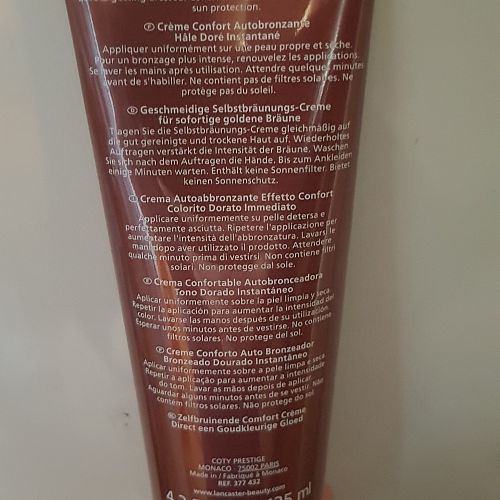 sun protection.
Ⓕ Crème Confort Autobronzante
Hâle Doré Instantané
Appliquer uniformément sur une peau propre et sèche.
Pour un bronzage plus intense, renouvelez les applications.
Se laver les mains après utilisation. Attendre quelques minutes
avant de s'habiller. Ne contient pas de filtres solaires. Ne
protège pas du soleil.
Ⓓ Geschmeidige Selbstbräunungs-Creme
für sofortige goldene Bräune
Tragen Sie die Selbstbräunungs-Creme gleichmäßig auf
die gut gereinigte und trockene Haut auf. Wiederholtes
Auftragen verstärkt die Intensität der Bräune. Waschen
Sie sich nach dem Auftragen die Hände. Bis zum Ankleiden
einige Minuten warten. Enthält keine Sonnenfilter. Bietet
keinen Sonnenschutz.
Ⓘ Crema Autoabbronzante Effetto Confort
Colorito Dorato Immediato
Applicare uniformemente su pelle detersa e
perfettamente asciutta. Ripetere l'applicazione per
aumentare l'intensità dell'abbronzatura. Lavarsi le
mani dopo aver utilizzato il prodotto. Attendere
qualche minuto prima di vestirsi. Non contiene filtri
solari. Non protegge dal sole.
Ⓔ Crema Confortable Autobronceadora
Tono Dorado Instantáneo
Aplicar uniformemente sobre la piel limpia y seca.
Repetir la aplicación para aumentar la intensidad del
color. Lavarse las manos después de su utilización.
Esperar unos minutos antes de vestirse. No contiene
filtros solares. No protege del sol.
Ⓟ Creme Conforto Auto Bronzeador
Bronzeado Dourado Instantâneo
Aplicar uniformemente sobre a pele limpa e seca.
Repetir a aplicação para aumentar a intensidade
do tom. Lavar as mãos depois de aplicar.
Aguardar alguns minutos antes de se vestir. Não
contém filtros solares. Não protege do sol.
Zelfbruinende Comfort Crème
Direct een Goudkleurige Gloed
COTY PRESTIGE
MONACO - 75002 PARIS
Made in / Fabriqué à Monaco
REF. 377 432
www.lancaster-beauty.com
ml